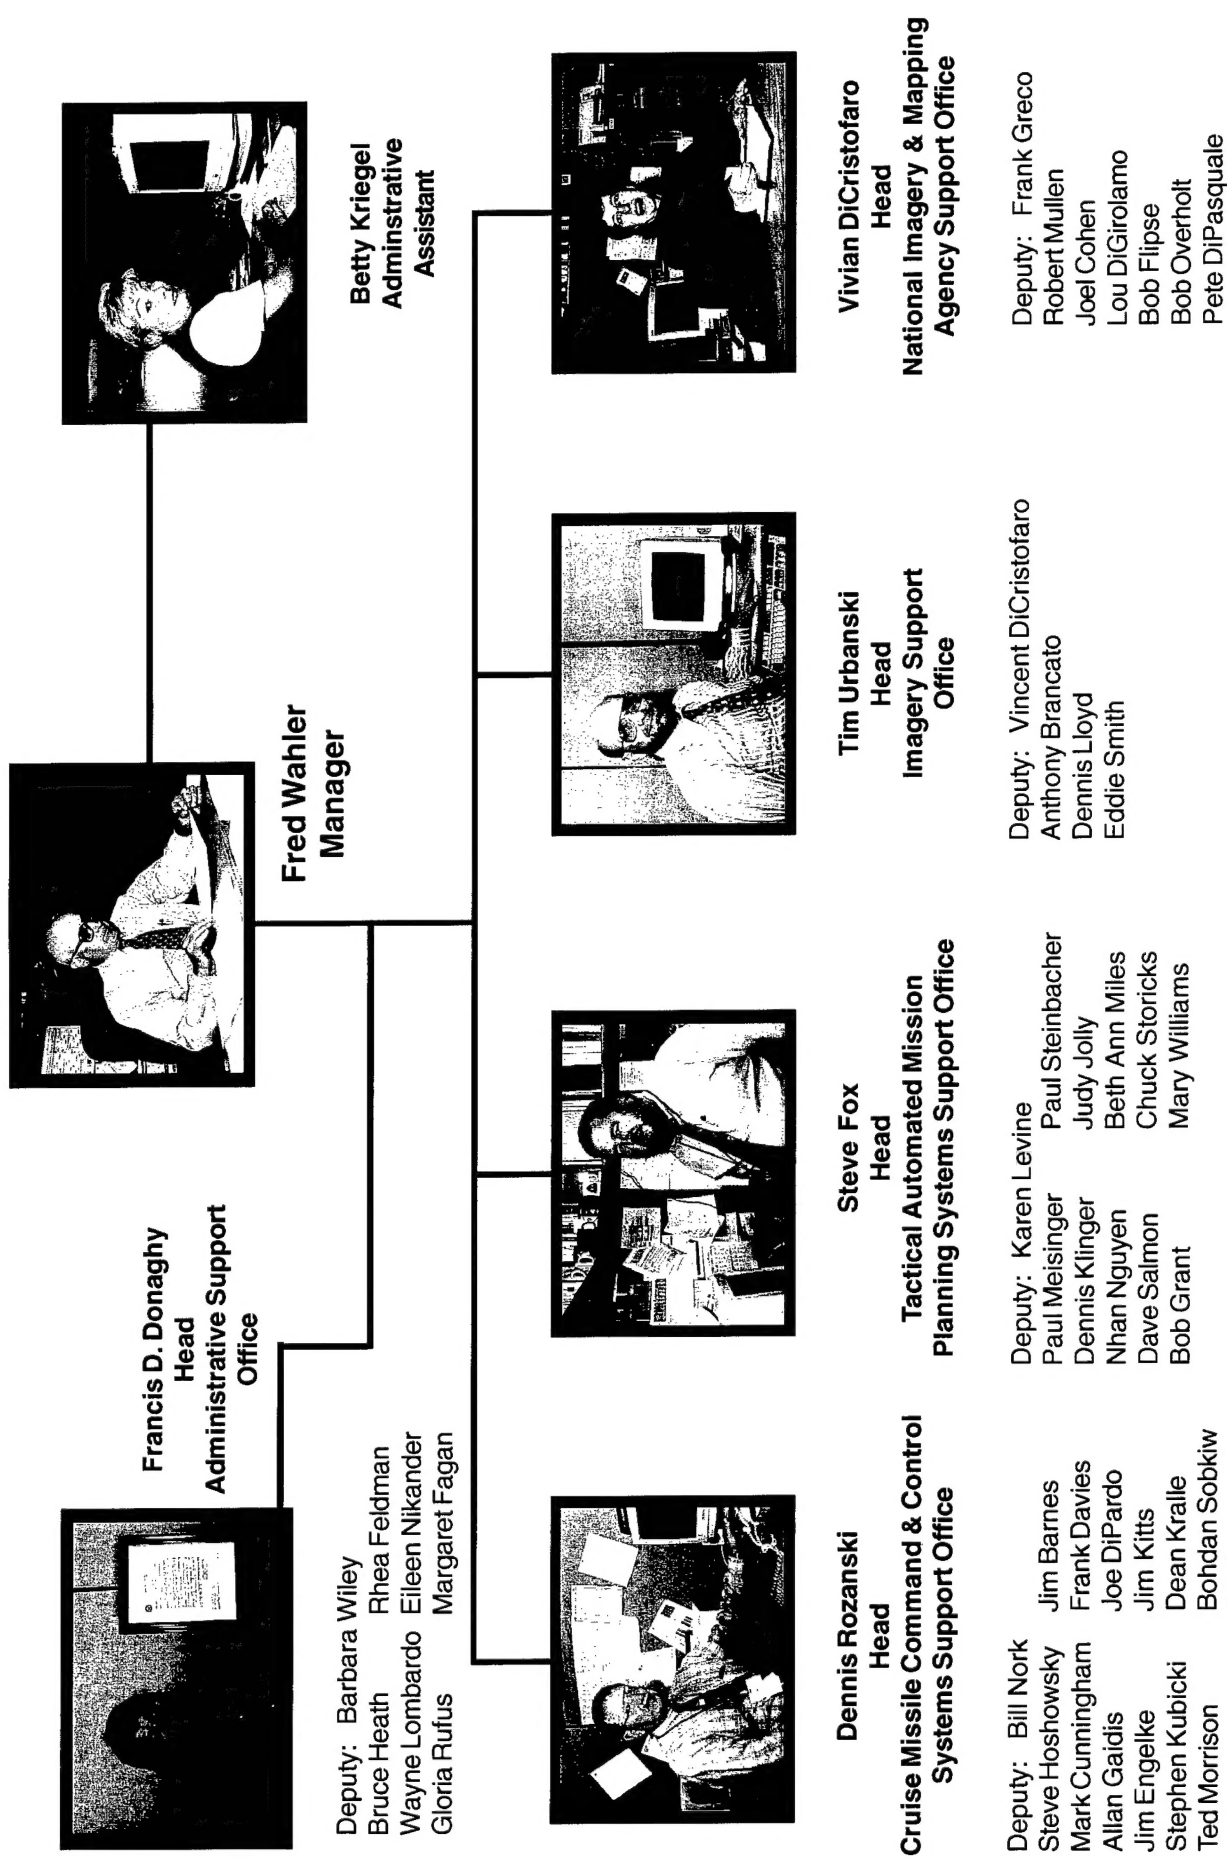 Fred Wahler
Manager
Betty Kriegel
Adminstrative
Assistant
Francis D. Donaghy
Head
Administrative Support
Office
Deputy: Barbara Wiley
Bruce Heath Rhea Feldman
Wayne Lombardo Eileen Nikander
Gloria Rufus Margaret Fagan
Dennis Rozanski
Head
Cruise Missile Command & Control
Systems Support Office
Deputy: Bill Nork
Steve Hoshowsky Jim Barnes
Mark Cunningham Frank Davies
Allan Gaidis Joe DiPardo
Jim Engelke Jim Kitts
Stephen Kubicki Dean Kralle
Ted Morrison Bohdan Sobkiw
Steve Fox
Head
Tactical Automated Mission
Planning Systems Support Office
Deputy: Karen Levine
Paul Meisinger Paul Steinbacher
Dennis Klinger Judy Jolly
Nhan Nguyen Beth Ann Miles
Dave Salmon Chuck Storicks
Bob Grant Mary Williams
Tim Urbanski
Head
Imagery Support
Office
Deputy: Vincent DiCristofaro
Anthony Brancato
Dennis Lloyd
Eddie Smith
Vivian DiCristofaro
Head
National Imagery & Mapping
Agency Support Office
Deputy: Frank Greco
Robert Mullen
Joel Cohen
Lou DiGirolamo
Bob Flipse
Bob Overholt
Pete DiPasquale